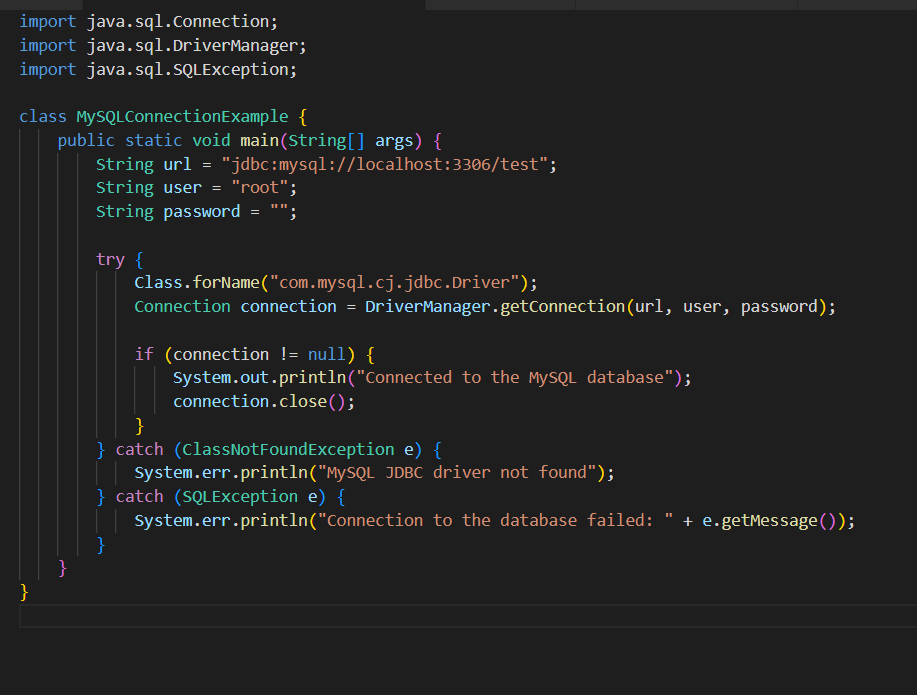 import java.sql.Connection;
import java.sql.DriverManager;
import java.sql.SQLException;

class MySQLConnectionExample {
    public static void main(String[] args) {
        String url = "jdbc:mysql://localhost:3306/test";
        String user = "root";
        String password = "";

        try {
            Class.forName("com.mysql.cj.jdbc.Driver");
            Connection connection = DriverManager.getConnection(url, user, password);

            if (connection != null) {
                System.out.println("Connected to the MySQL database");
                connection.close();
            }
        } catch (ClassNotFoundException e) {
            System.err.println("MySQL JDBC driver not found");
        } catch (SQLException e) {
            System.err.println("Connection to the database failed: " + e.getMessage());
        }
    }
}